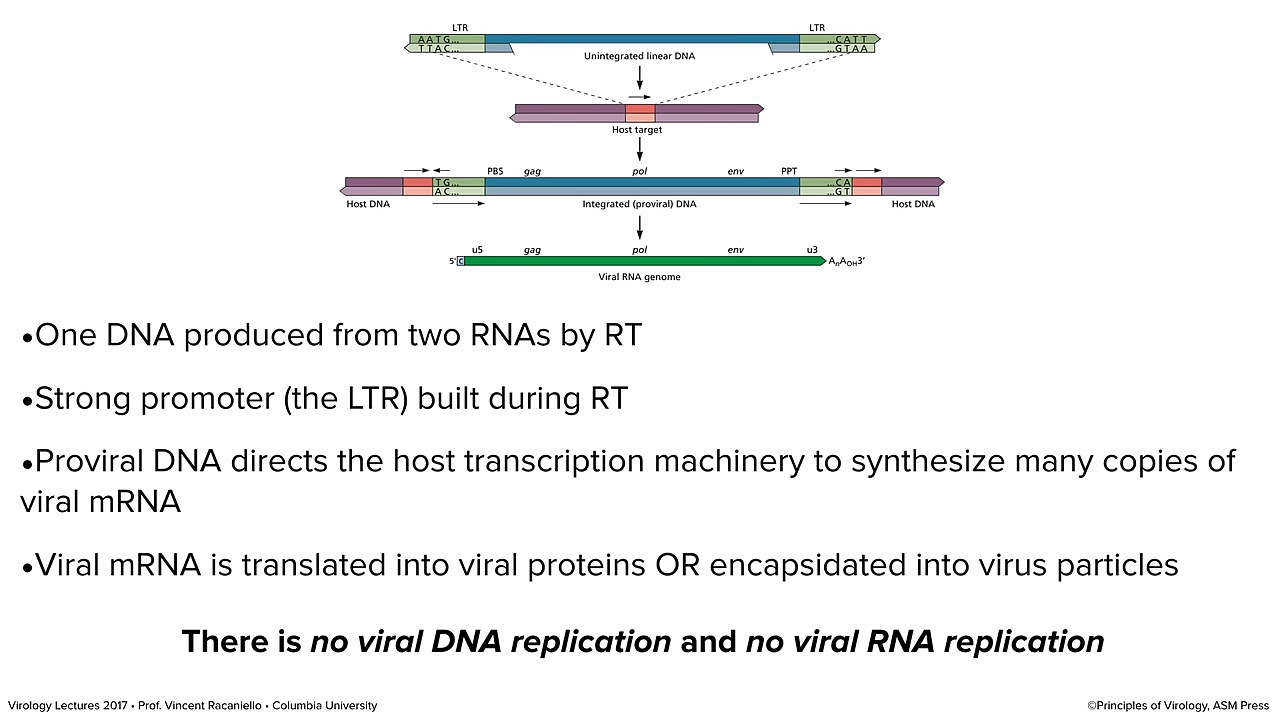 LTR LTR
AATG... ...CATT
TTAC... ...GTAA
Unintegrated linear DNA
Host target
PBS gag pol env PPT
TG... ...CA
AC... ...GT
Host DNA Integrated (proviral) DNA Host DNA
u5 gag pol env u3
5′ C AnAOH3′
Viral RNA genome
•One DNA produced from two RNAs by RT
•Strong promoter (the LTR) built during RT
•Proviral DNA directs the host transcription machinery to synthesize many copies of
viral mRNA
•Viral mRNA is translated into viral proteins OR encapsidated into virus particles
There is no viral DNA replication and no viral RNA replication
Virology Lectures 2017 • Prof. Vincent Racaniello • Columbia University
©Principles of Virology, ASM Press